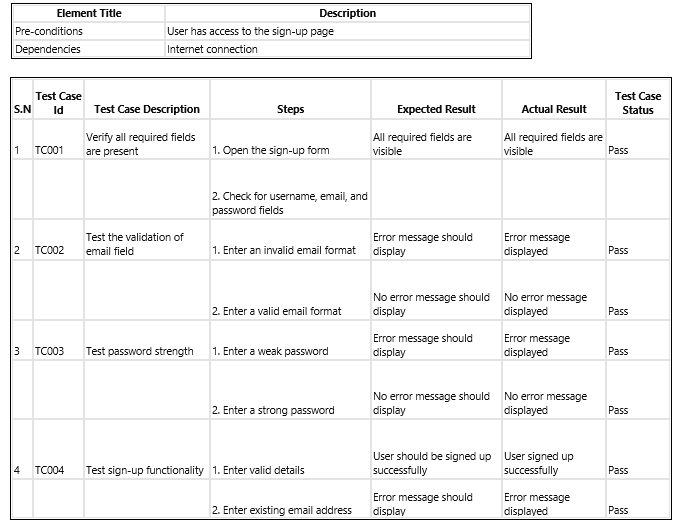 Element Title Description
Pre-conditions User has access to the sign-up page
Dependencies Internet connection
S.N Test Case Id Test Case Description Steps Expected Result Actual Result Test Case Status
1 TC001 Verify all required fields are present 1. Open the sign-up form All required fields are visible All required fields are visible Pass
2. Check for username, email, and password fields
2 TC002 Test the validation of email field 1. Enter an invalid email format Error message should display Error message displayed Pass
2. Enter a valid email format No error message should display No error message displayed Pass
3 TC003 Test password strength 1. Enter a weak password Error message should display Error message displayed Pass
2. Enter a strong password No error message should display No error message displayed Pass
4 TC004 Test sign-up functionality 1. Enter valid details User should be signed up successfully User signed up successfully Pass
2. Enter existing email address Error message should display Error message displayed Pass